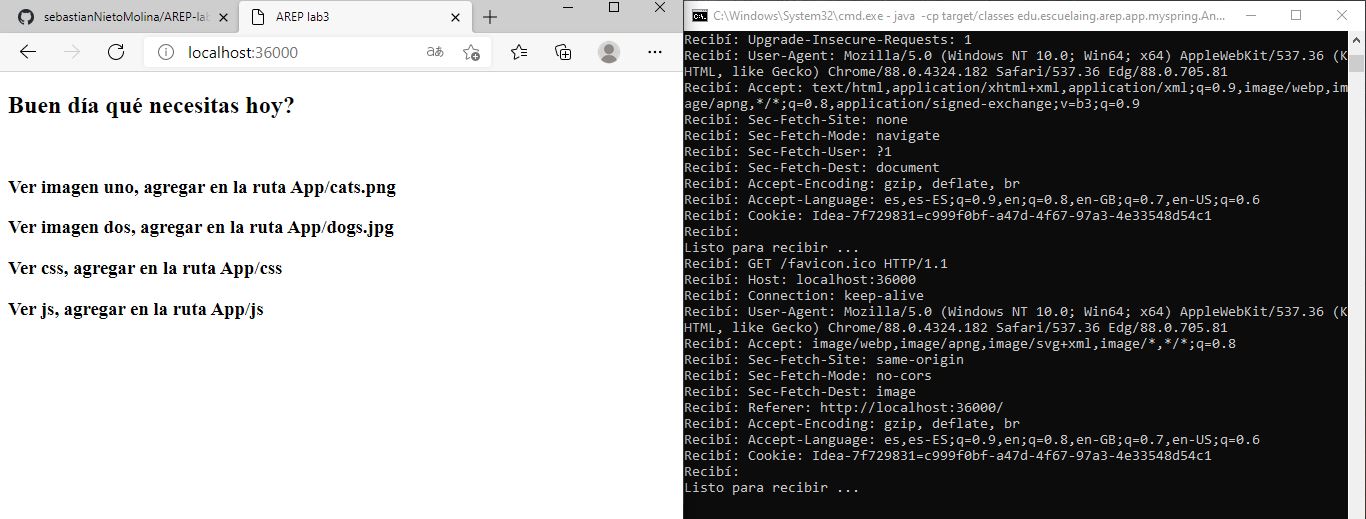 sebastianNietoMolina/AREP-lab
AREP lab3
localhost:36000
aあ
Buen día qué necesitas hoy?
Ver imagen uno, agregar en la ruta App/cats.png
Ver imagen dos, agregar en la ruta App/dogs.jpg
Ver css, agregar en la ruta App/css
Ver js, agregar en la ruta App/js
C:\Windows\System32\cmd.exe - java -cp target/classes edu.escuelaing.arep.app.myspring.An...
Recibí: Upgrade-Insecure-Requests: 1
Recibí: User-Agent: Mozilla/5.0 (Windows NT 10.0; Win64; x64) AppleWebKit/537.36 (K
HTML, like Gecko) Chrome/88.0.4324.182 Safari/537.36 Edg/88.0.705.81
Recibí: Accept: text/html,application/xhtml+xml,application/xml;q=0.9,image/webp,im
age/apng,*/*;q=0.8,application/signed-exchange;v=b3;q=0.9
Recibí: Sec-Fetch-Site: none
Recibí: Sec-Fetch-Mode: navigate
Recibí: Sec-Fetch-User: ?1
Recibí: Sec-Fetch-Dest: document
Recibí: Accept-Encoding: gzip, deflate, br
Recibí: Accept-Language: es,es-ES;q=0.9,en;q=0.8,en-GB;q=0.7,en-US;q=0.6
Recibí: Cookie: Idea-7f729831=c999f0bf-a47d-4f67-97a3-4e33548d54c1
Recibí:
Listo para recibir ...
Recibí: GET /favicon.ico HTTP/1.1
Recibí: Host: localhost:36000
Recibí: Connection: keep-alive
Recibí: User-Agent: Mozilla/5.0 (Windows NT 10.0; Win64; x64) AppleWebKit/537.36 (K
HTML, like Gecko) Chrome/88.0.4324.182 Safari/537.36 Edg/88.0.705.81
Recibí: Accept: image/webp,image/apng,image/svg+xml,image/*,*/*;q=0.8
Recibí: Sec-Fetch-Site: same-origin
Recibí: Sec-Fetch-Mode: no-cors
Recibí: Sec-Fetch-Dest: image
Recibí: Referer: http://localhost:36000/
Recibí: Accept-Encoding: gzip, deflate, br
Recibí: Accept-Language: es,es-ES;q=0.9,en;q=0.8,en-GB;q=0.7,en-US;q=0.6
Recibí: Cookie: Idea-7f729831=c999f0bf-a47d-4f67-97a3-4e33548d54c1
Recibí:
Listo para recibir ...